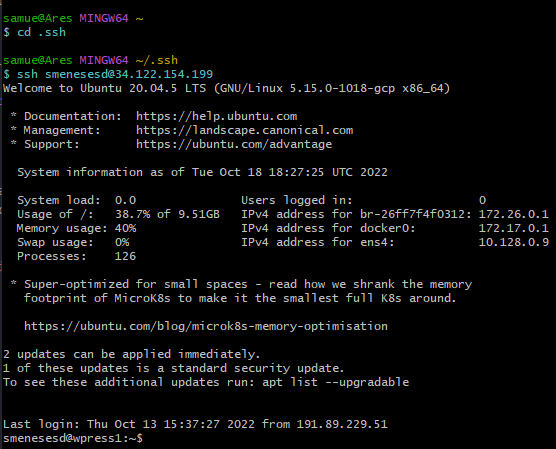 samue@Ares MINGW64 ~
$ cd .ssh
samue@Ares MINGW64 ~/.ssh
$ ssh smenesesd@34.122.154.199
Welcome to Ubuntu 20.04.5 LTS (GNU/Linux 5.15.0-1018-gcp x86_64)
 * Documentation:  https://help.ubuntu.com
 * Management:     https://landscape.canonical.com
 * Support:        https://ubuntu.com/advantage
  System information as of Tue Oct 18 18:27:25 UTC 2022
  System load:  0.0                Users logged in:                  0
  Usage of /:   38.7% of 9.51GB   IPv4 address for br-26ff7f4f0312: 172.26.0.1
  Memory usage: 40%               IPv4 address for docker0:         172.17.0.1
  Swap usage:   0%                IPv4 address for ens4:            10.128.0.9
  Processes:    126
 * Super-optimized for small spaces - read how we shrank the memory
   footprint of MicroK8s to make it the smallest full K8s around.
   https://ubuntu.com/blog/microk8s-memory-optimisation
2 updates can be applied immediately.
1 of these updates is a standard security update.
To see these additional updates run: apt list --upgradable
Last login: Thu Oct 13 15:37:27 2022 from 191.89.229.51
smenesesd@wpress1:~$